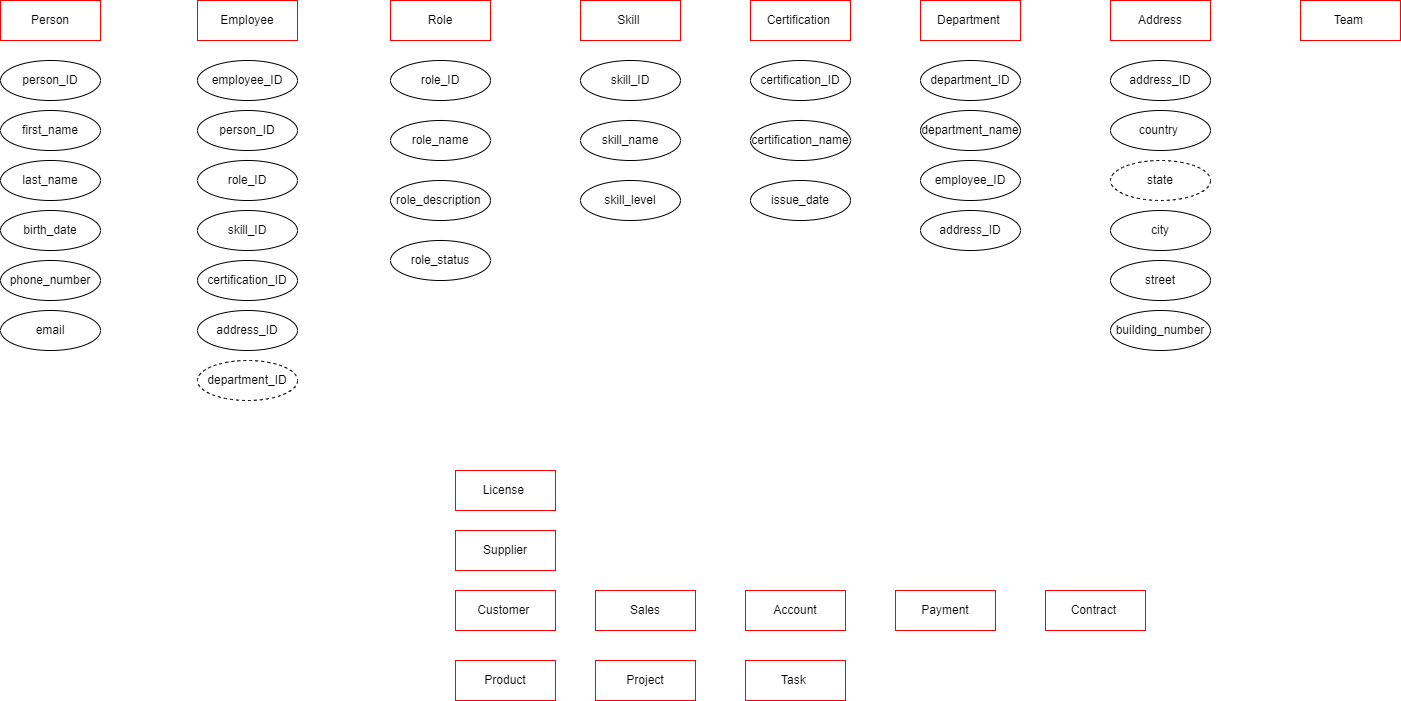 Person
Employee
Role
Skill
Certification
Department
Address
Team
person_ID
employee_ID
role_ID
skill_ID
certification_ID
department_ID
address_ID
first_name
person_ID
department_name
country
role_name
skill_name
certification_name
last_name
role_ID
employee_ID
state
role_description
skill_level
issue_date
birth_date
skill_ID
address_ID
city
role_status
phone_number
certification_ID
street
email
address_ID
building_number
department_ID
License
Supplier
Customer
Sales
Account
Payment
Contract
Product
Project
Task